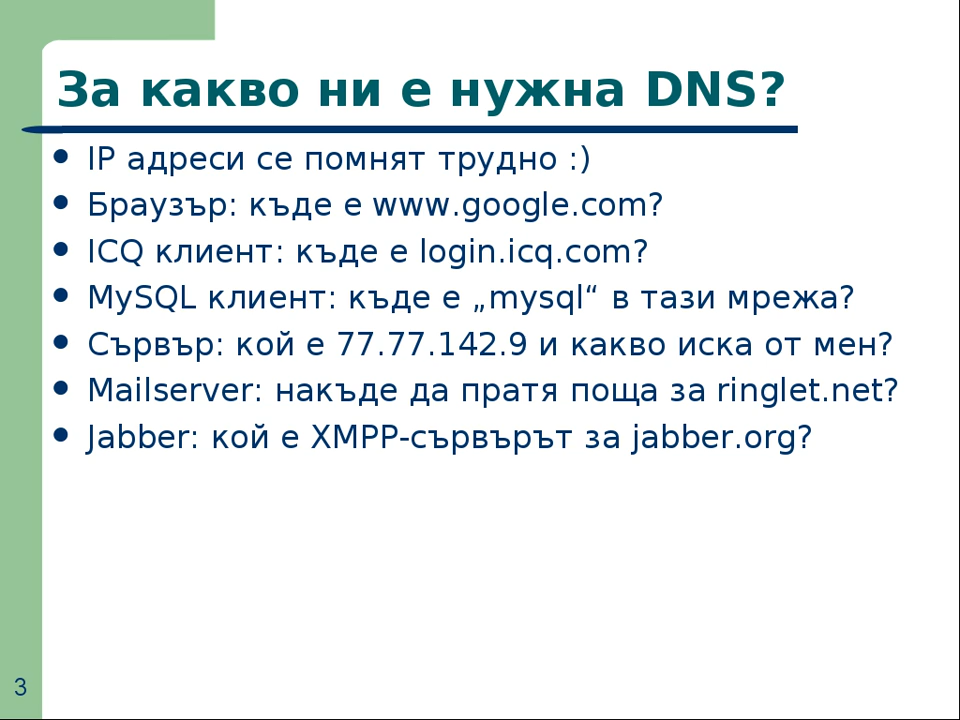 За какво ни е нужна DNS?
IP адреси се помнят трудно :)
Браузър: къде е www.google.com?
ICQ клиент: къде е login.icq.com?
MySQL клиент: къде е „mysql“ в тази мрежа?
Сървър: кой е 77.77.142.9 и какво иска от мен?
Mailserver: накъде да пратя поща за ringlet.net?
Jabber: кой е XMPP-сървърът за jabber.org?
3